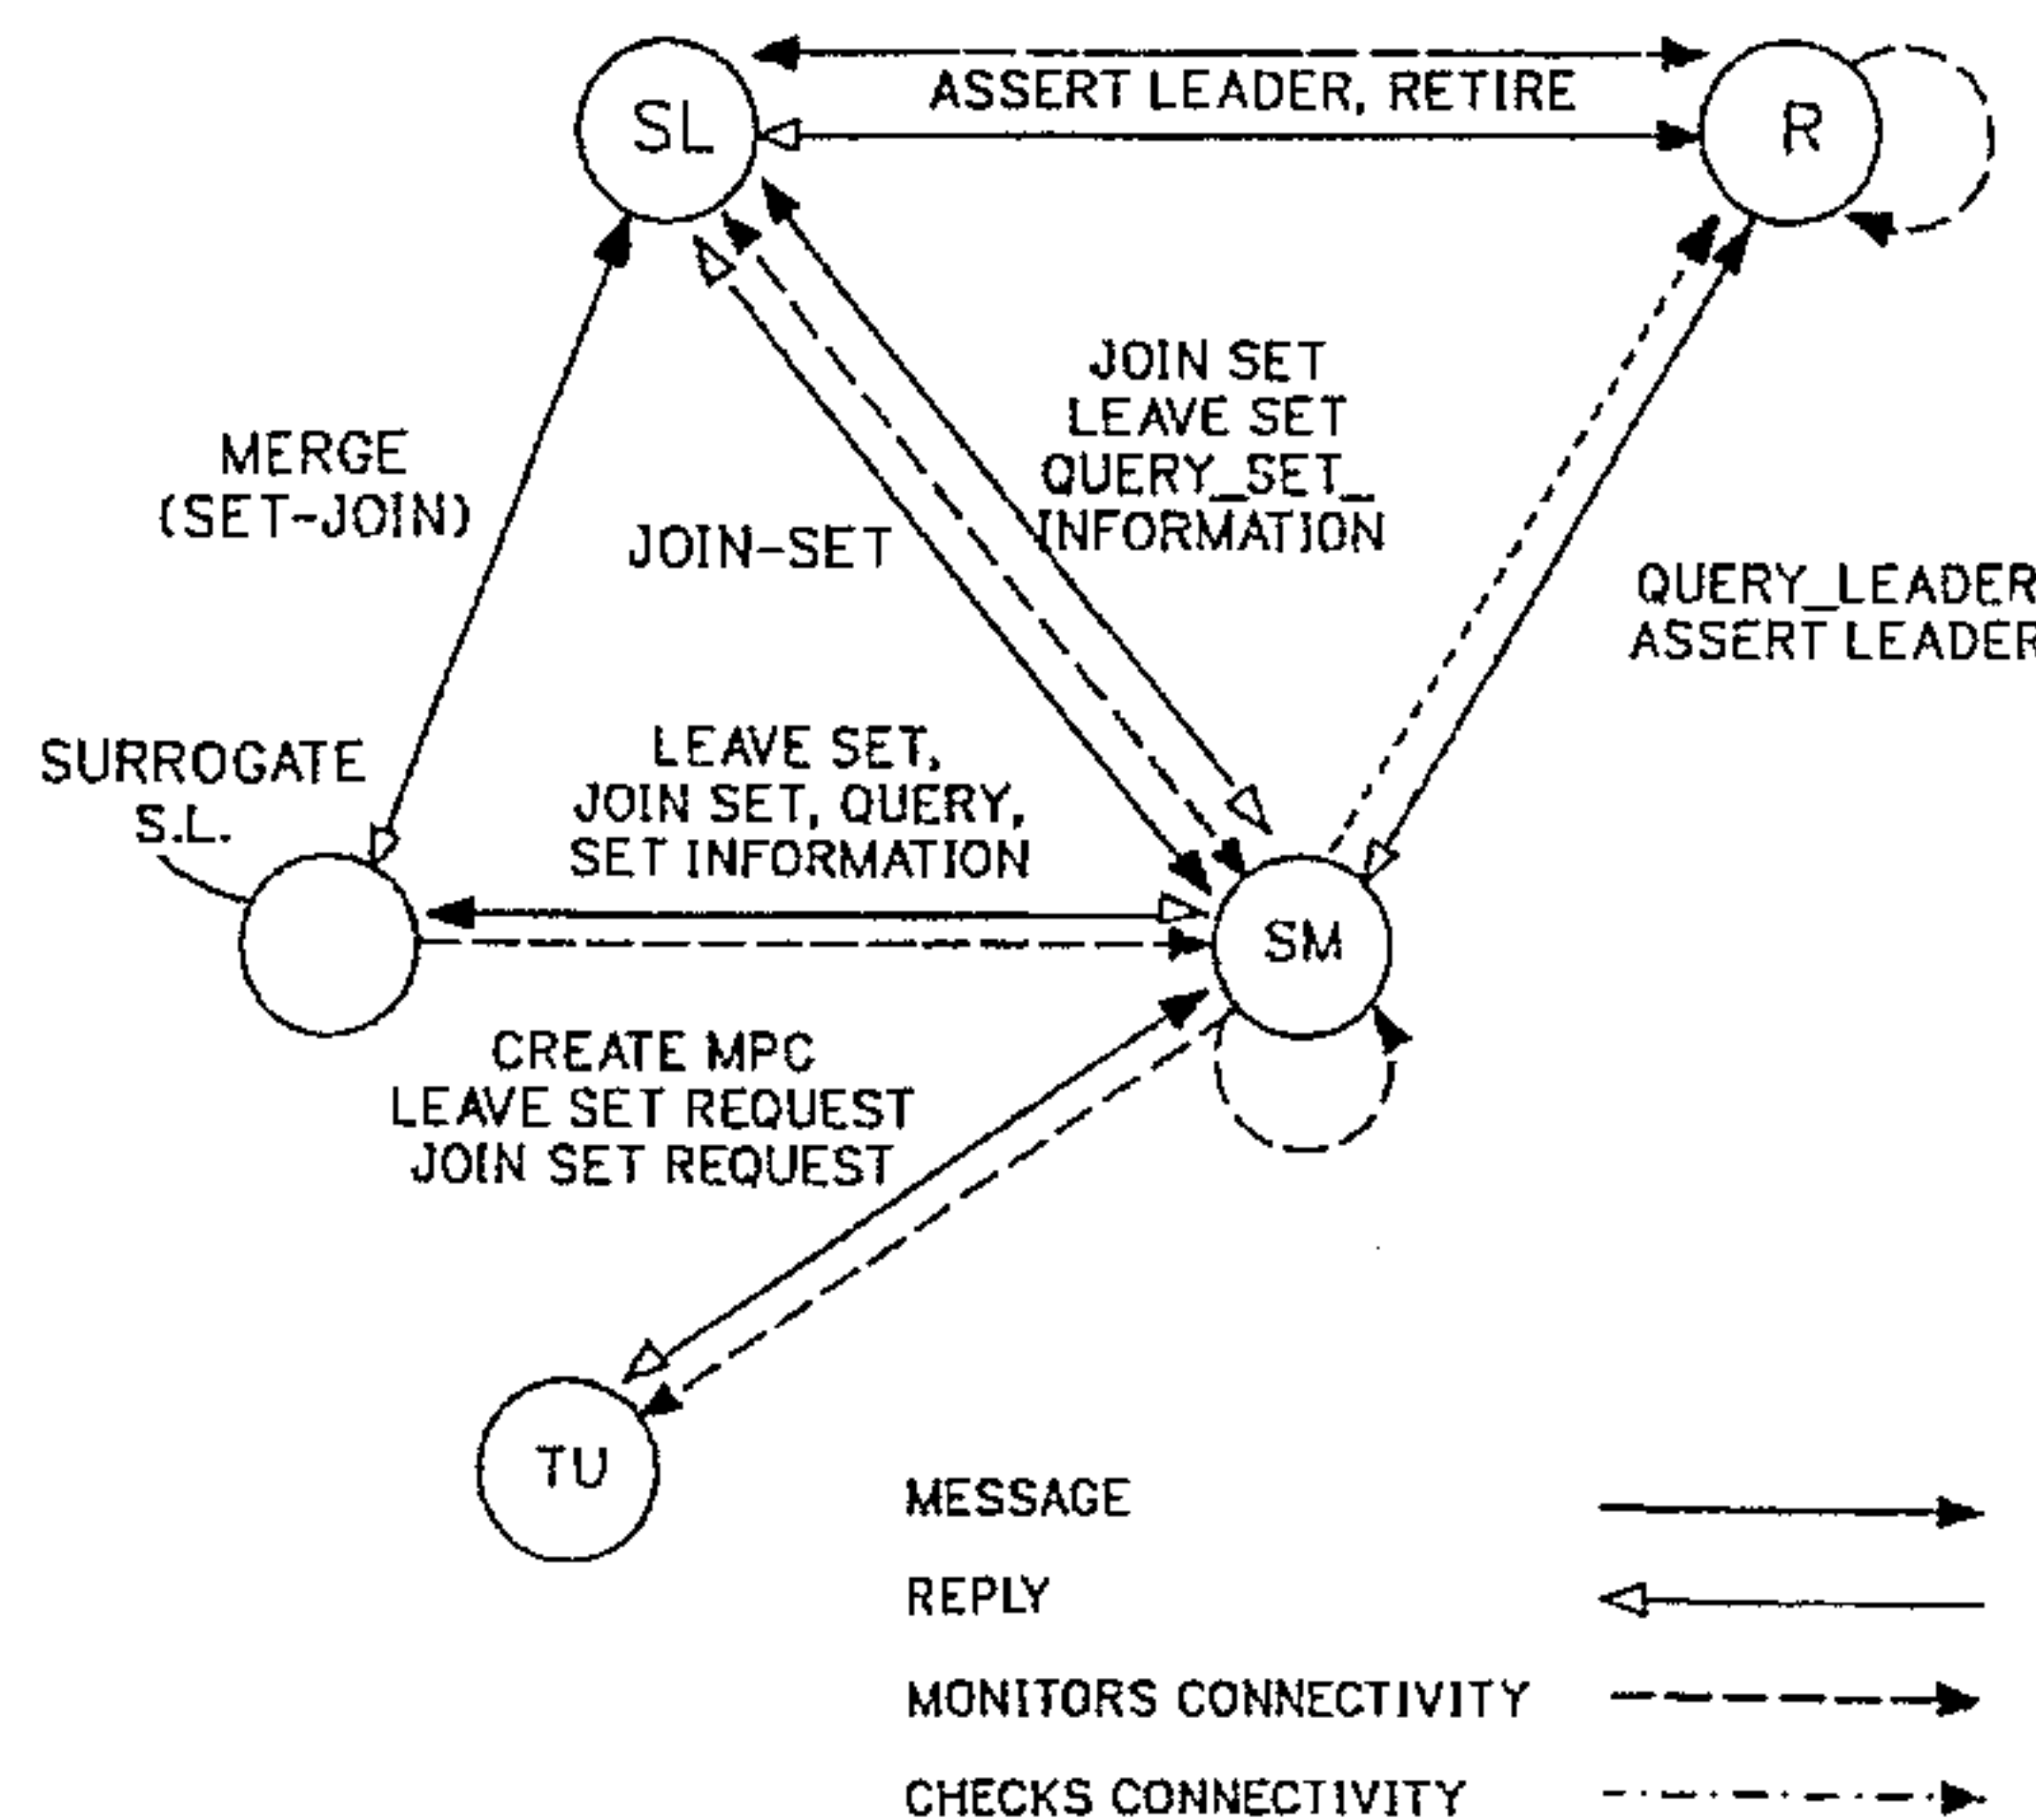 SL
ASSERT LEADER, RETIRE
R
JOIN SET
LEAVE SET
QUERY_SET_
INFORMATION
MERGE
(SET-JOIN)
JOIN-SET
QUERY_LEADER
ASSERT LEADER
SURROGATE
S.L.
LEAVE SET,
JOIN SET, QUERY,
SET INFORMATION
SM
CREATE MPC
LEAVE SET REQUEST
JOIN SET REQUEST
TU
MESSAGE
REPLY
MONITORS CONNECTIVITY
CHECKS CONNECTIVITY